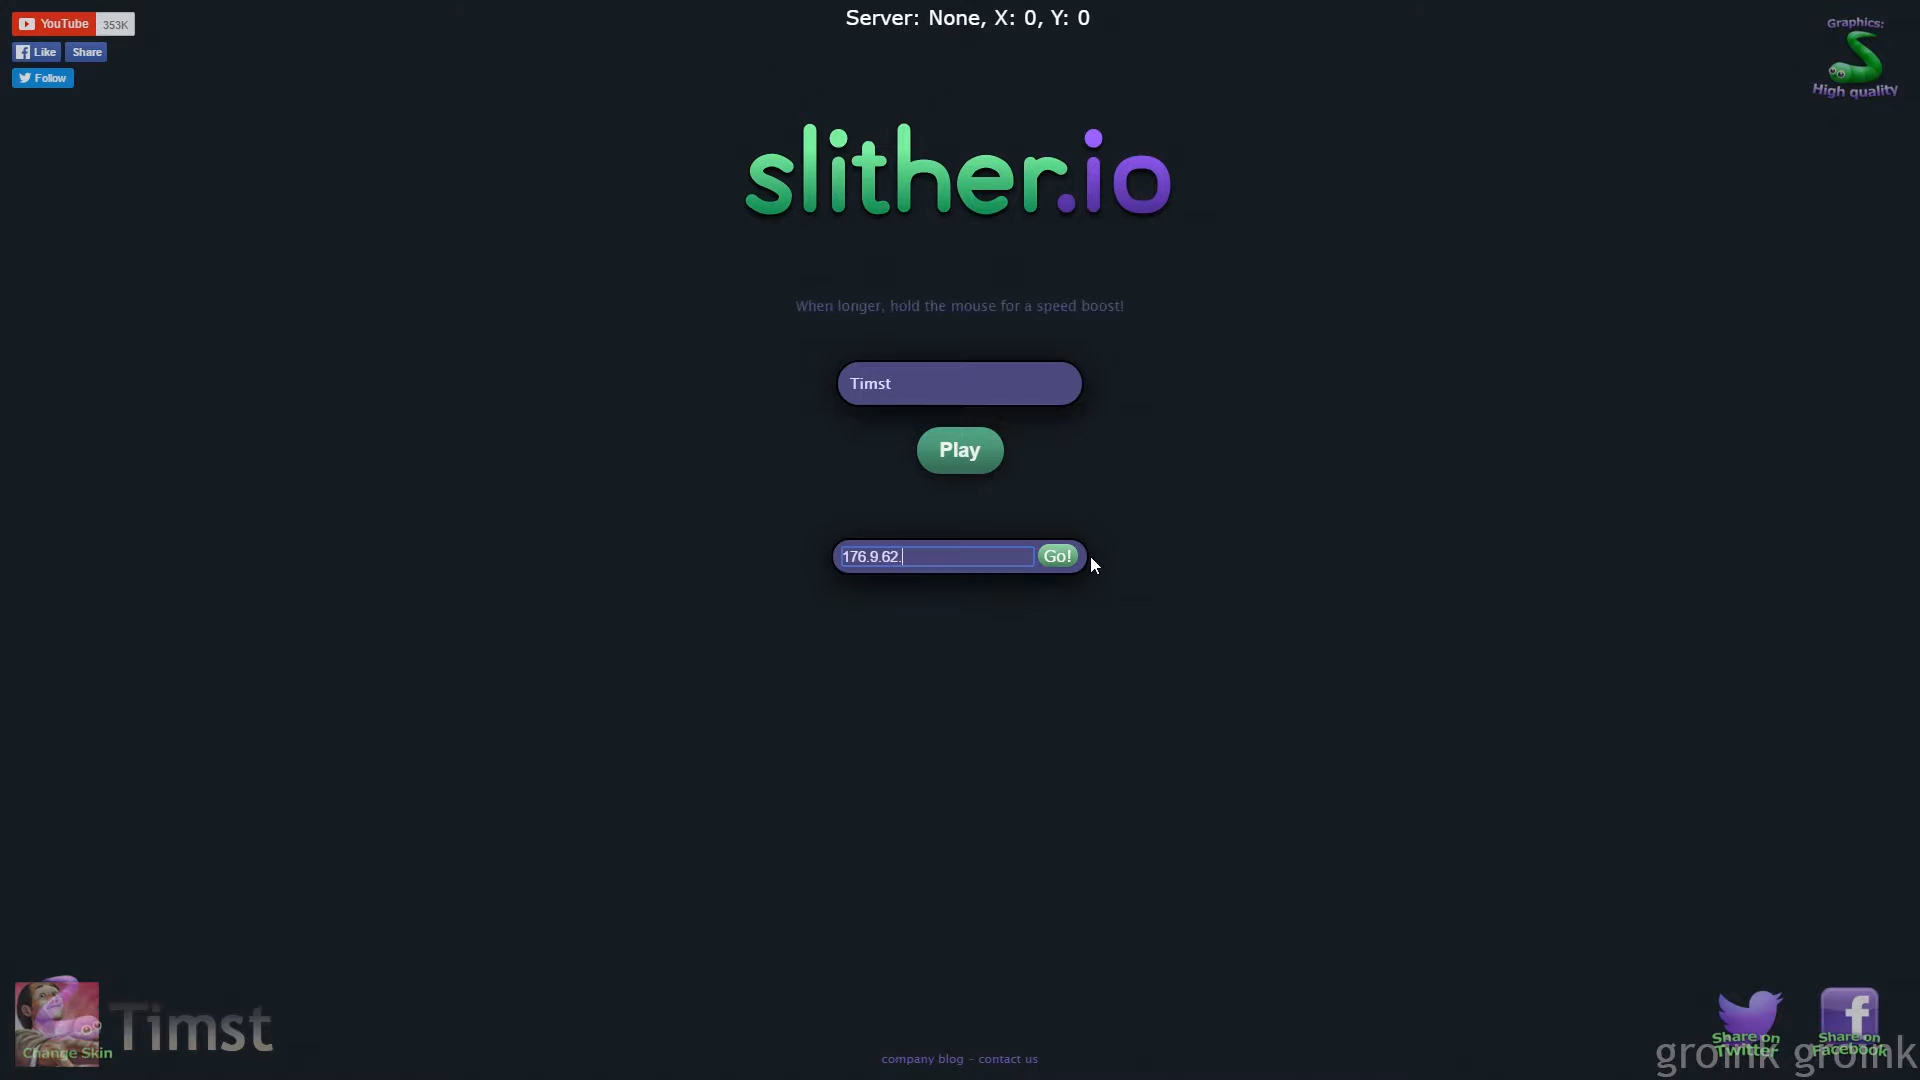 YouTube 353K
Like Share
Follow
Server: None, X: 0, Y: 0
Graphics:
High quality
slither.io
When longer, hold the mouse for a speed boost!
Timst
Play
176.9.62.
Go!
Change Skin
Timst
company blog - contact us
Share on
Twitter
Share on
Facebook
groink groink